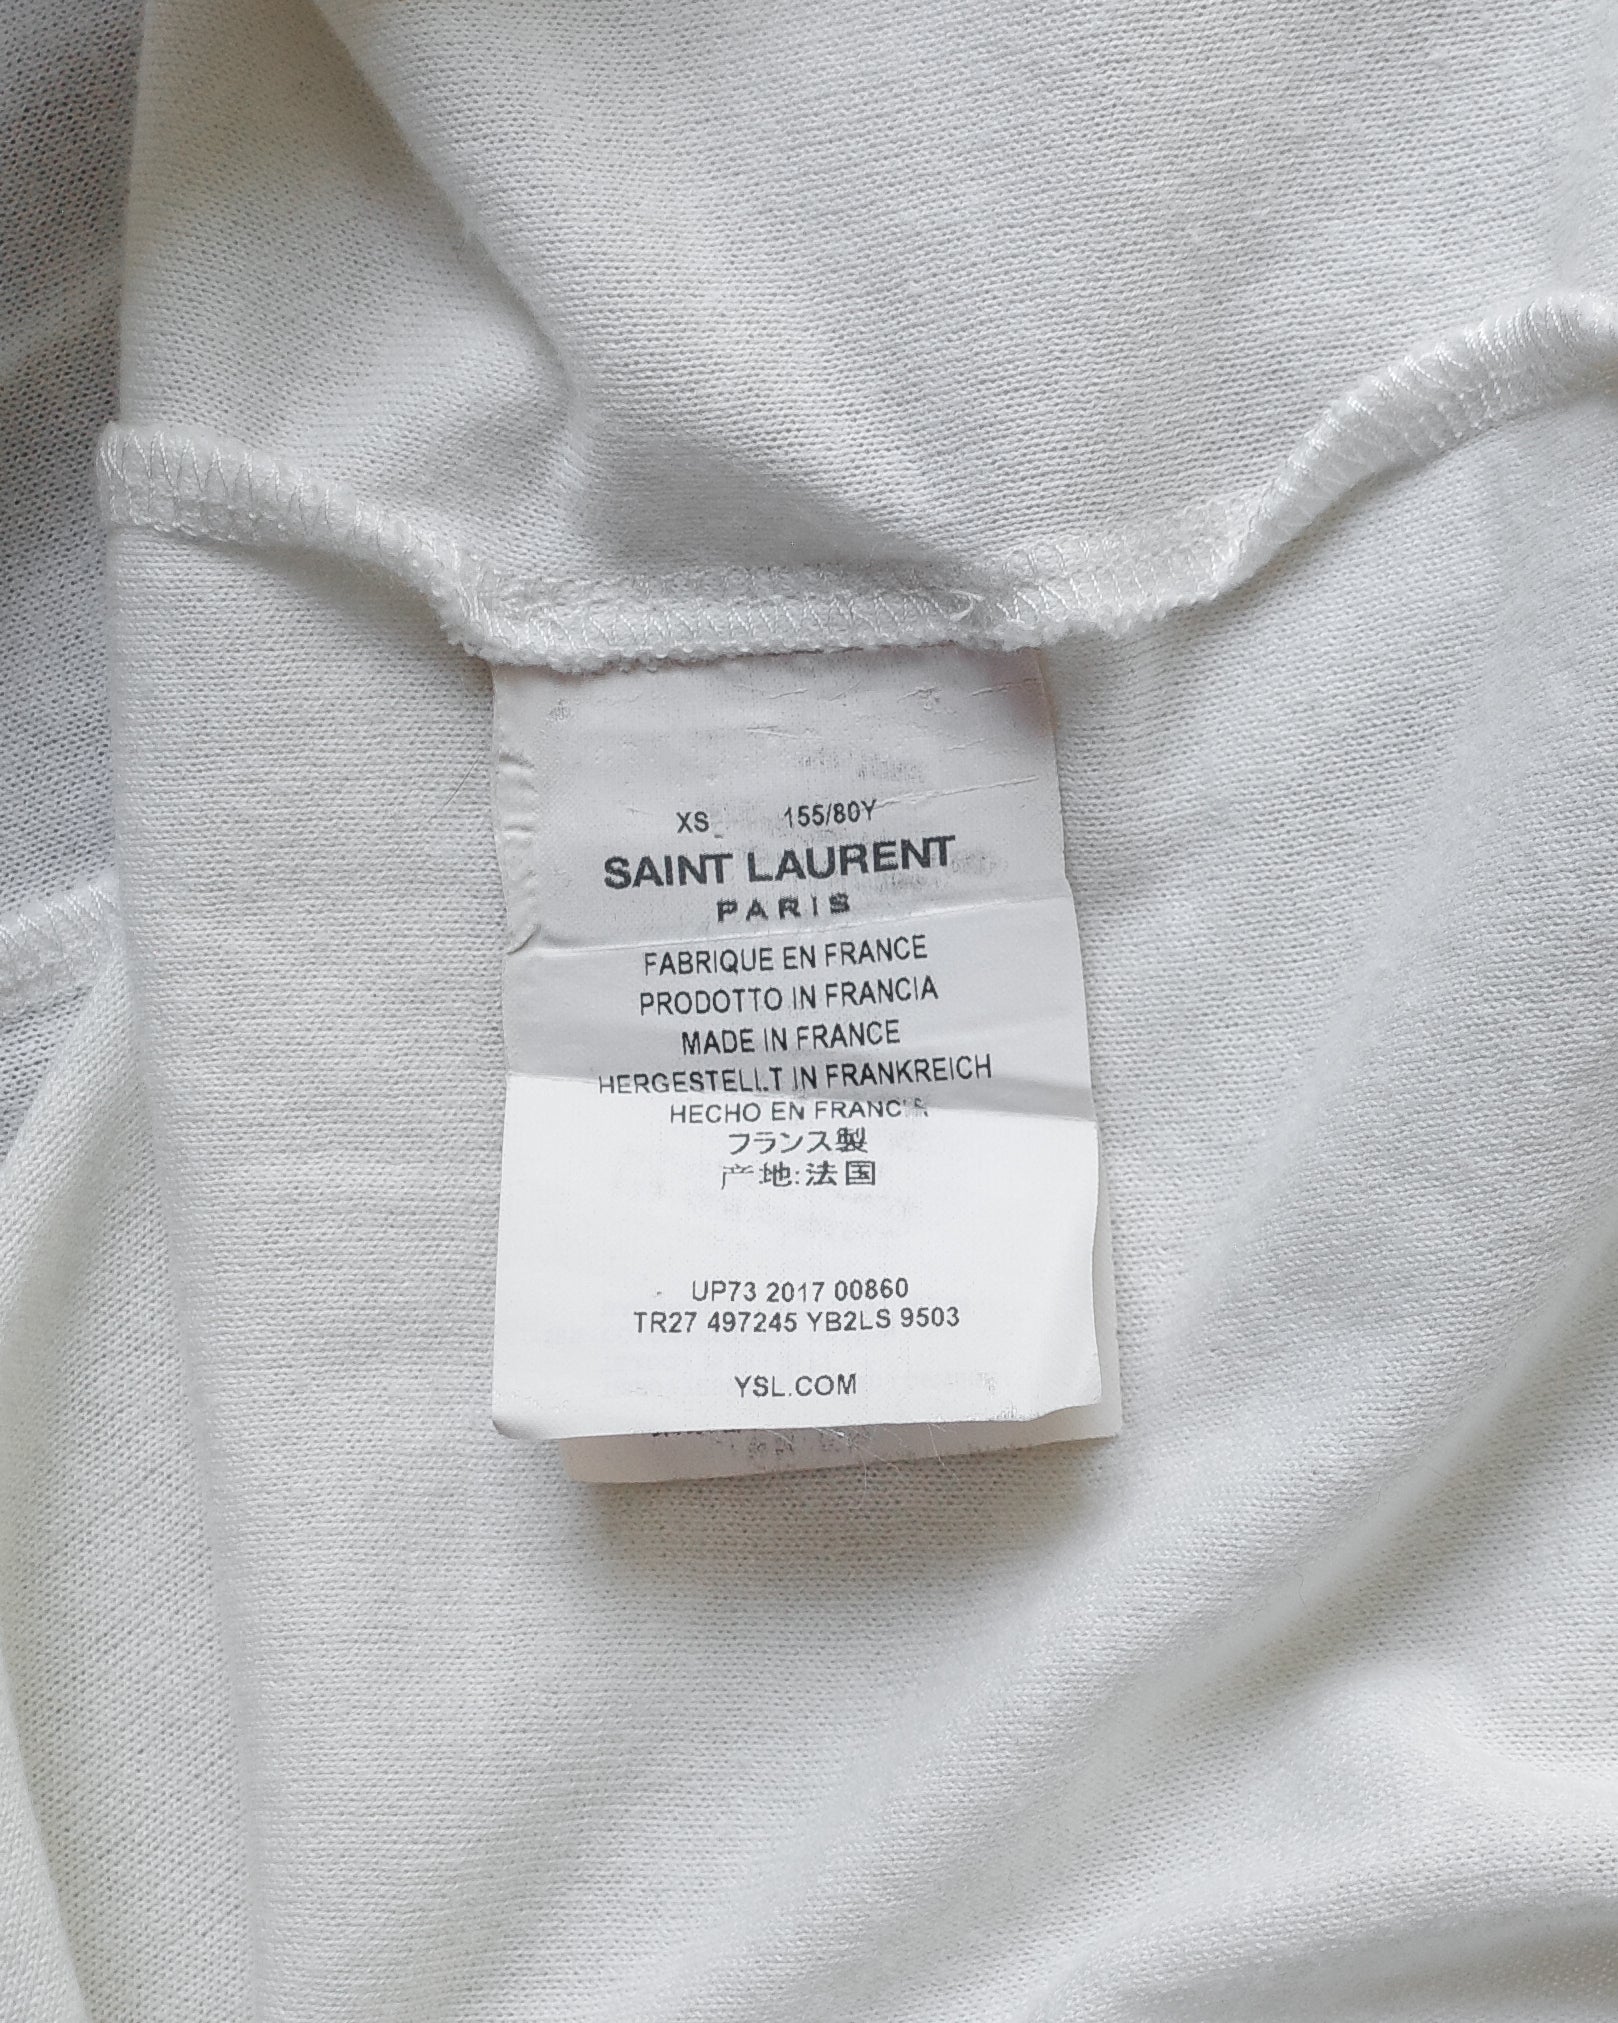 XS 155/80Y
SAINT LAURENT
PARIS
FABRIQUE EN FRANCE
PRODOTTO IN FRANCIA
MADE IN FRANCE
HERGESTELLT IN FRANKREICH
HECHO EN FRANCIA
フランス製
产地:法国
UP73 2017 00860
TR27 497245 YB2LS 9503
YSL.COM